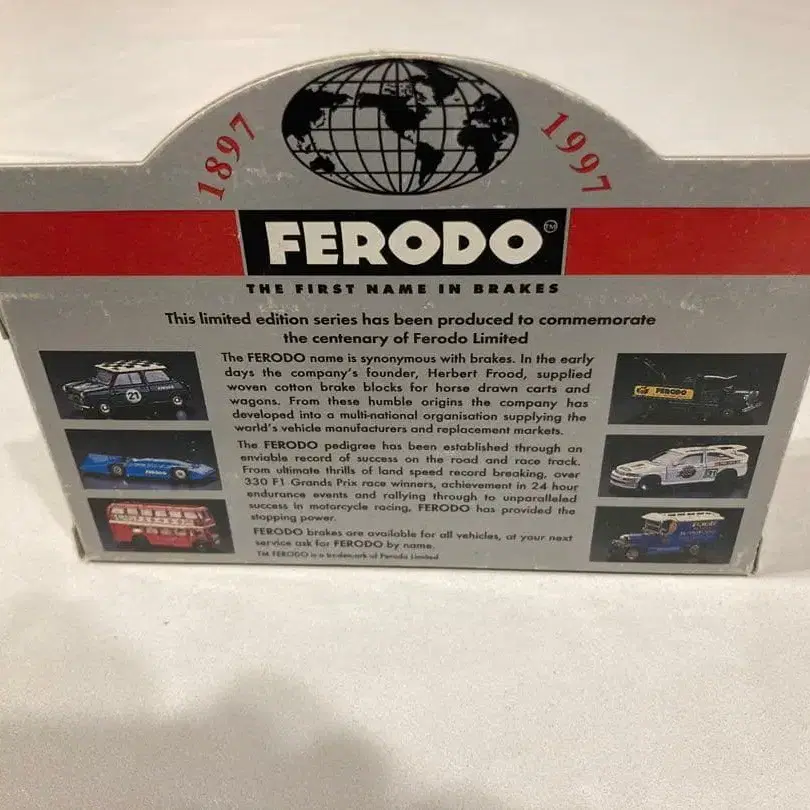 1897
1997
FERODO™
THE FIRST NAME IN BRAKES
This limited edition series has been produced to commemorate
the centenary of Ferodo Limited
The FERODO name is synonymous with brakes. In the early
days the company's founder, Herbert Frood, supplied
woven cotton brake blocks for horse drawn carts and
wagons. From these humble origins the company has
developed into a multi-national organisation supplying the
world's vehicle manufacturers and replacement markets.
The FERODO pedigree has been established through an
enviable record of success on the road and race track.
From ultimate thrills of land speed record breaking, over
330 F1 Grands Prix race winners, achievement in 24 hour
endurance events and rallying through to unparalleled
success in motorcycle racing, FERODO has provided the
stopping power.
FERODO brakes are available for all vehicles, at your next
service ask for FERODO by name.
TM FERODO is a trademark of Ferodo Limited
21
FERODO